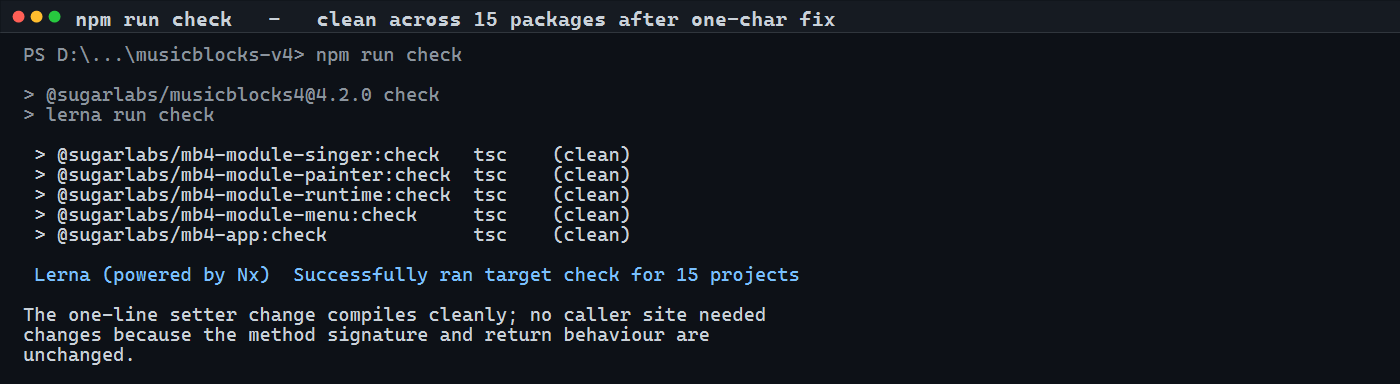 npm run check   -   clean across 15 packages after one-char fix
PS D:\...\musicblocks-v4> npm run check
> @sugarlabs/musicblocks4@4.2.0 check
> lerna run check
> @sugarlabs/mb4-module-singer:check   tsc    (clean)
> @sugarlabs/mb4-module-painter:check  tsc    (clean)
> @sugarlabs/mb4-module-runtime:check  tsc    (clean)
> @sugarlabs/mb4-module-menu:check     tsc    (clean)
> @sugarlabs/mb4-app:check             tsc    (clean)
Lerna (powered by Nx)  Successfully ran target check for 15 projects
The one-line setter change compiles cleanly; no caller site needed
changes because the method signature and return behaviour are
unchanged.